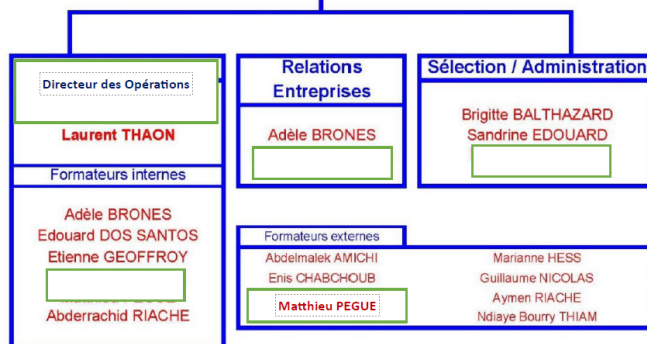 Directeur des Opérations
Laurent THAON
Formateurs internes
Adèle BRONES
Edouard DOS SANTOS
Etienne GEOFFROY
Abderrachid RIACHE
Relations
Entreprises
Adèle BRONES
Sélection / Administration
Brigitte BALTHAZARD
Sandrine EDOUARD
Formateurs externes
Abdelmalek AMICHI
Enis CHABCHOUB
Matthieu PEGUE
Marianne HESS
Guillaume NICOLAS
Aymen RIACHE
Ndiaye Bourry THIAM